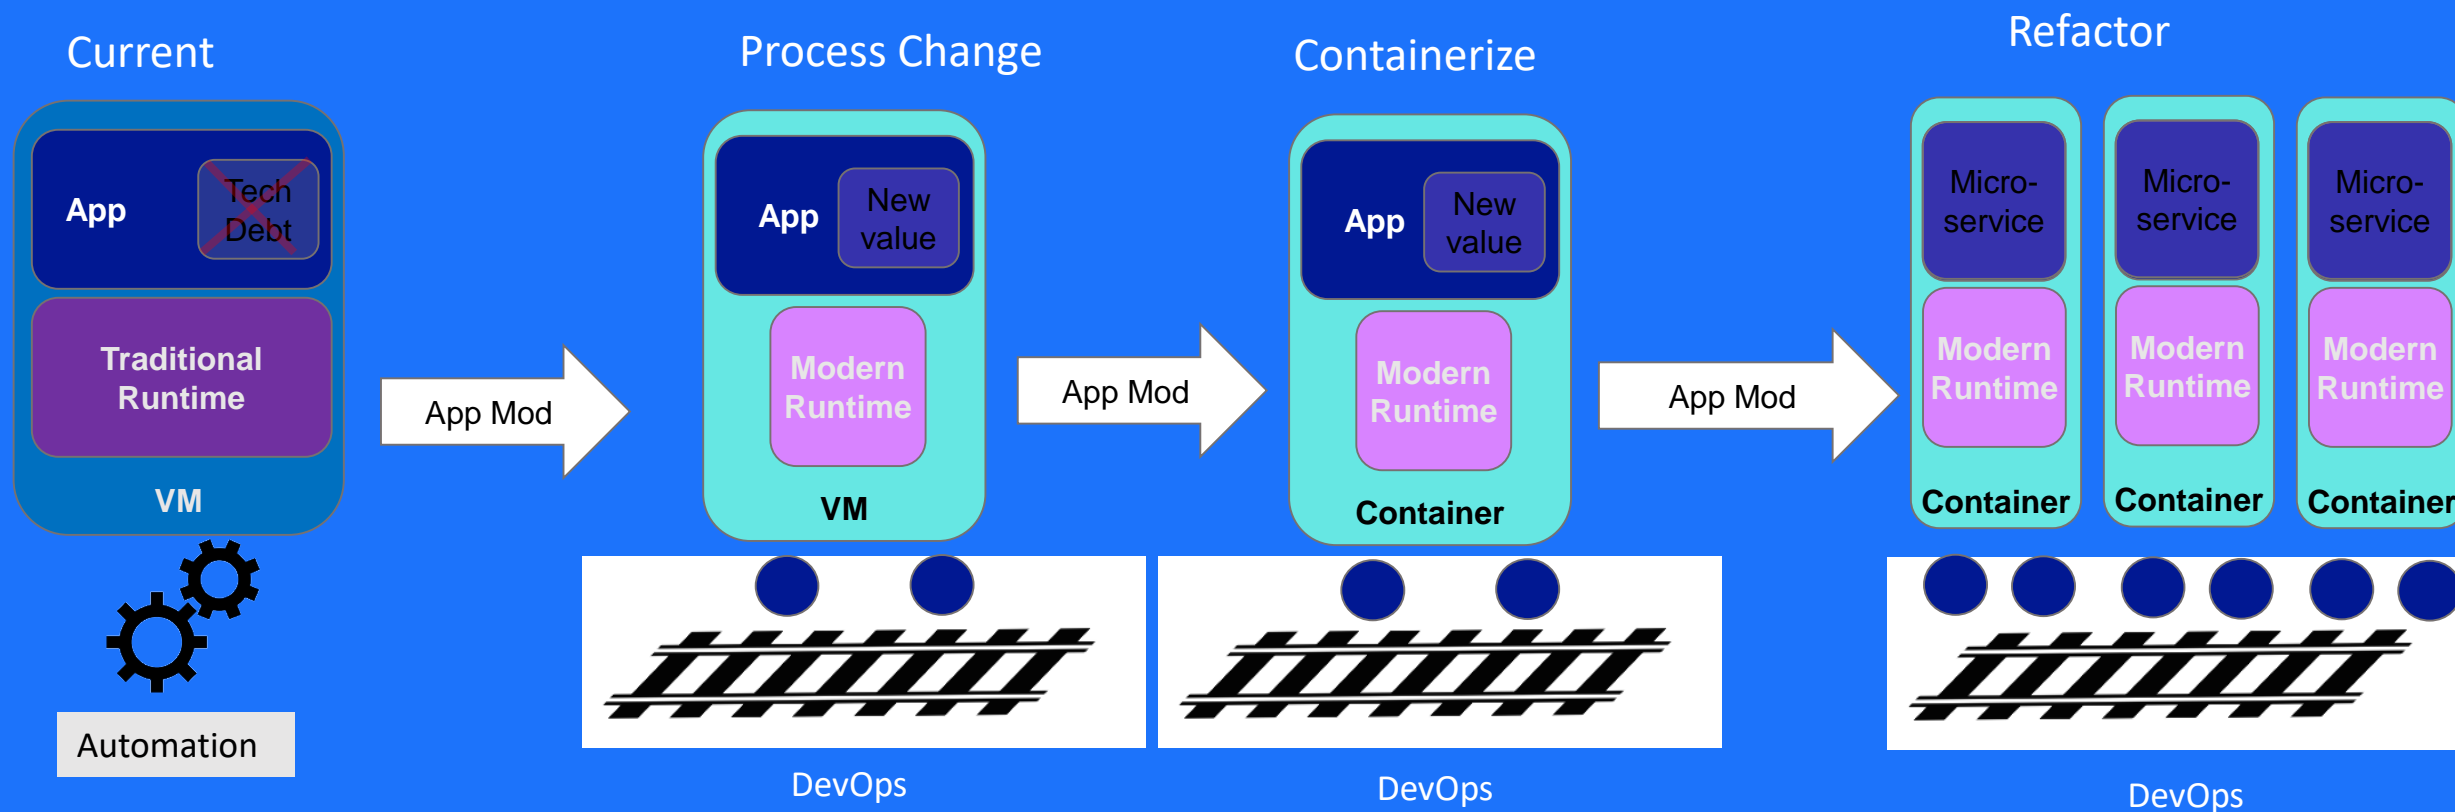 Current
App
Tech
Debt
Traditional
Runtime
VM
Automation
App Mod
Process Change
App
New
value
Modern
Runtime
VM
DevOps
App Mod
Containerize
App
New
value
Modern
Runtime
Container
DevOps
App Mod
Refactor
Micro-
service
Modern
Runtime
Container
Micro-
service
Modern
Runtime
Container
Micro-
service
Modern
Runtime
Container
DevOps